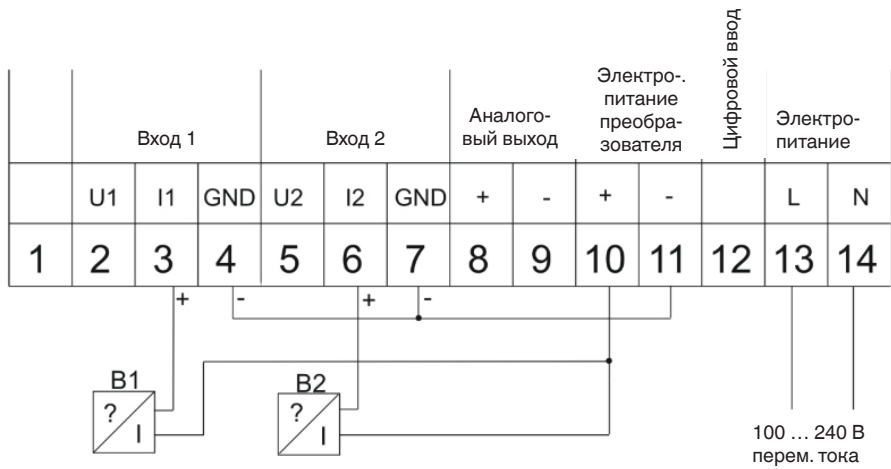 Цифровой ввод
Электро-.
питание
преобра-
зователя
Аналого-
вый выход
Электро-
питание
Вход 1
Вход 2
U1 I1 GND U2 I2 GND + - + - L N
1 2 3 4 5 6 7 8 9 10 11 12 13 14
+ - + -
B1 B2
? I ? I
100 … 240 В
перем. тока